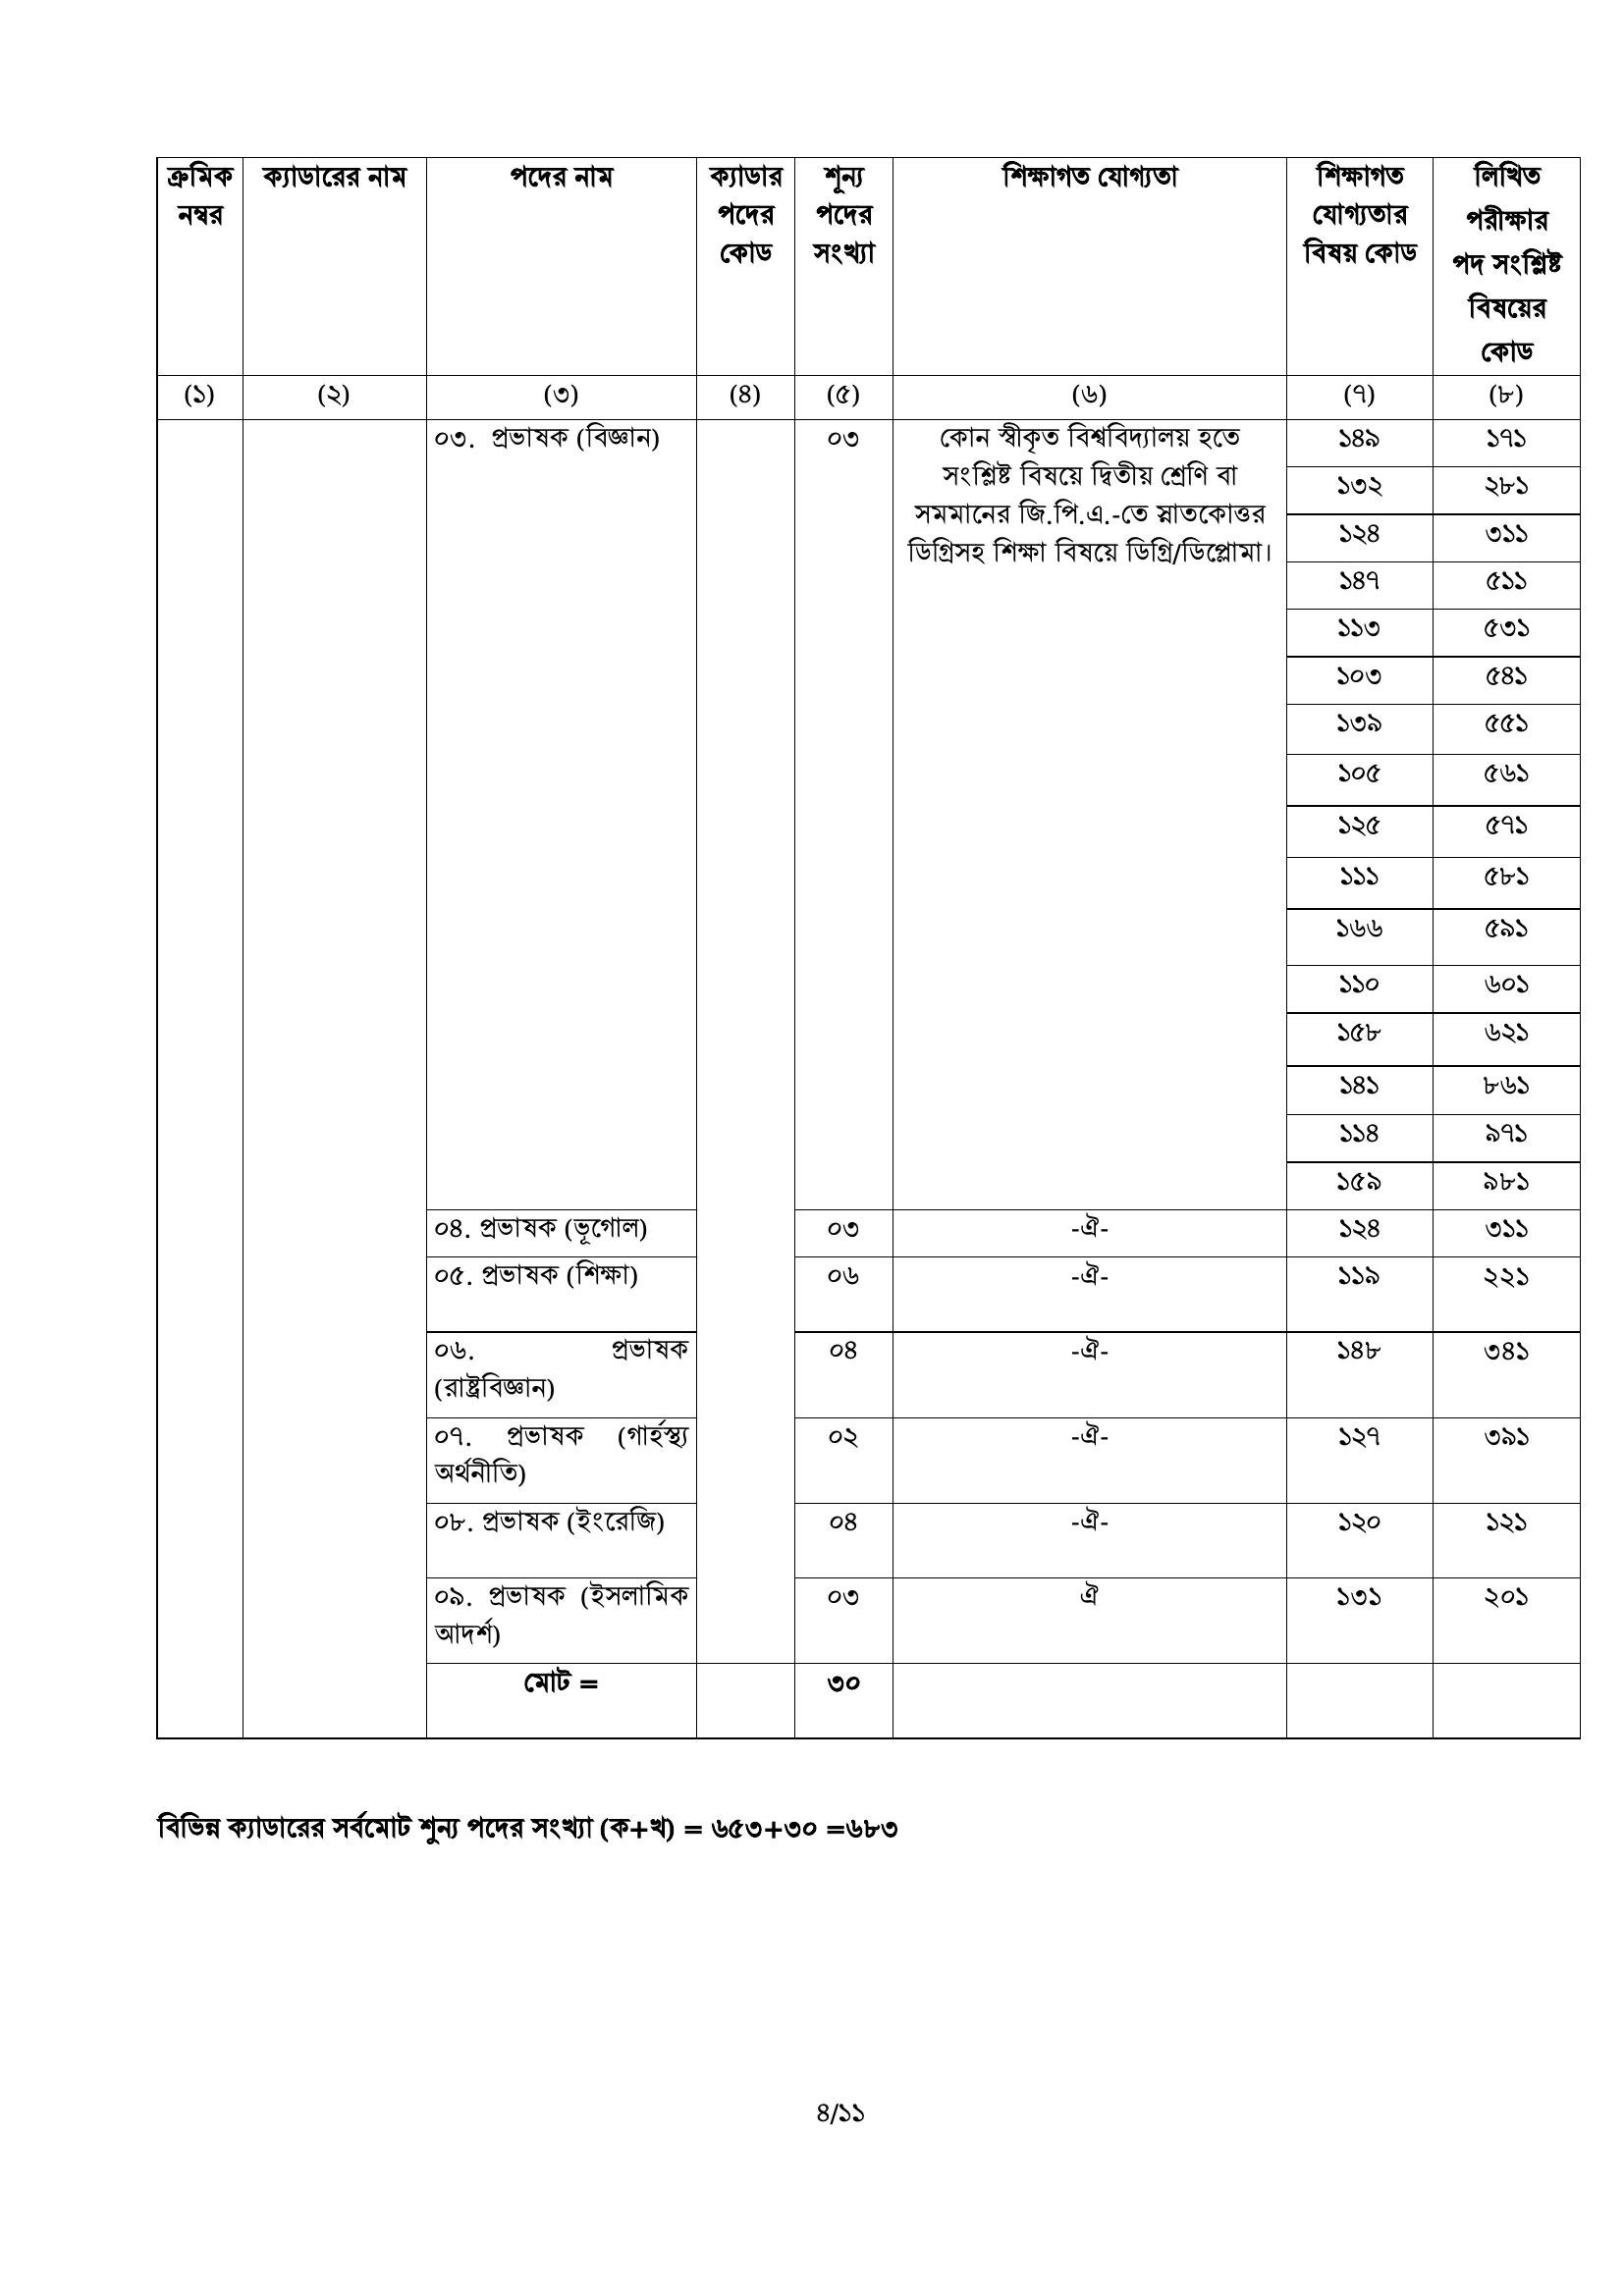 ক্রমিক নম্বর	ক্যাডারের নাম	পদের নাম	ক্যাডার পদের কোড	শূন্য পদের সংখ্যা	শিক্ষাগত যোগ্যতা	শিক্ষাগত যোগ্যতার বিষয় কোড	লিখিত পরীক্ষার পদ সংশ্লিষ্ট বিষয়ের কোড
(১)	(২)	(৩)	(৪)	(৫)	(৬)	(৭)	(৮)
০৩. প্রভাষক (বিজ্ঞান)	০৩	কোন স্বীকৃত বিশ্ববিদ্যালয় হতে	১৪৯	১৭১
সংশ্লিষ্ট বিষয়ে দ্বিতীয় শ্রেণি বা	১৩২	২৮১
সমমানের জি.পি.এ.-তে স্নাতকোত্তর	১২৪	৩১১
ডিগ্রিসহ শিক্ষা বিষয়ে ডিগ্রি/ডিপ্লোমা।
১৪৭	৫১১
১১৩	৫৩১
১০৩	৫৪১
১৩৯	৫৫১
১০৫	৫৬১
১২৫	৫৭১
১১১	৫৮১
১৬৬	৫৯১
১১০	৬০১
১৫৮	৬২১
১৪১	৮৬১
১১৪	৯৭১
১৫৯	৯৮১
০৪. প্রভাষক (ভূগোল)	০৩	-ঐ-	১২৪	৩১১
০৫. প্রভাষক (শিক্ষা)	০৬	-ঐ-	১১৯	২২১
০৬. প্রভাষক	০৪	-ঐ-	১৪৮	৩৪১
(রাষ্ট্রবিজ্ঞান)
০৭. প্রভাষক (গার্হস্থ্য	০২	-ঐ-	১২৭	৩৯১
অর্থনীতি)
০৮. প্রভাষক (ইংরেজি)	০৪	-ঐ-	১২০	১২১
০৯. প্রভাষক (ইসলামিক	০৩	ঐ	১৩১	২০১
আদর্শ)
মোট =	৩০
বিভিন্ন ক্যাডারের সর্বমোট শুন্য পদের সংখ্যা (ক+খ) = ৬৫৩+৩০ =৬৮৩
৪/১১